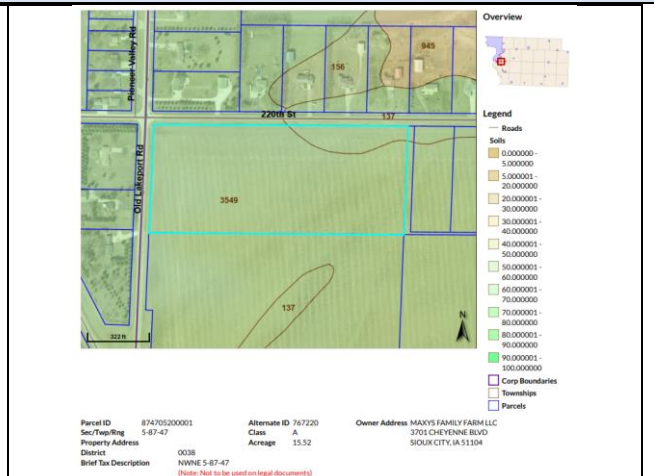 Overview
Legend
Roads
Soils
0.000000 -
5.000000
5.000001 -
20.000000
20.000001 -
30.000000
30.000001 -
40.000000
40.000001 -
50.000000
50.000001 -
60.000000
60.000001 -
70.000000
70.000001 -
80.000000
80.000001 -
90.000000
90.000001 -
100.000000
Corp Boundaries
Townships
Parcels
Pioneer Valley Rd
945
156
220th St
137
Old Lakeport Rd
3549
137
322 ft
N
Parcel ID 874705200001
Sec/Twp/Rng 5-87-47
Property Address
District 0038
Brief Tax Description NWNE 5-87-47
(Note: Not to be used on legal documents)
Alternate ID 767220
Class A
Acreage 15.52
Owner Address MAXYS FAMILY FARM LLC
3701 CHEYENNE BLVD
SIOUX CITY, IA 51104